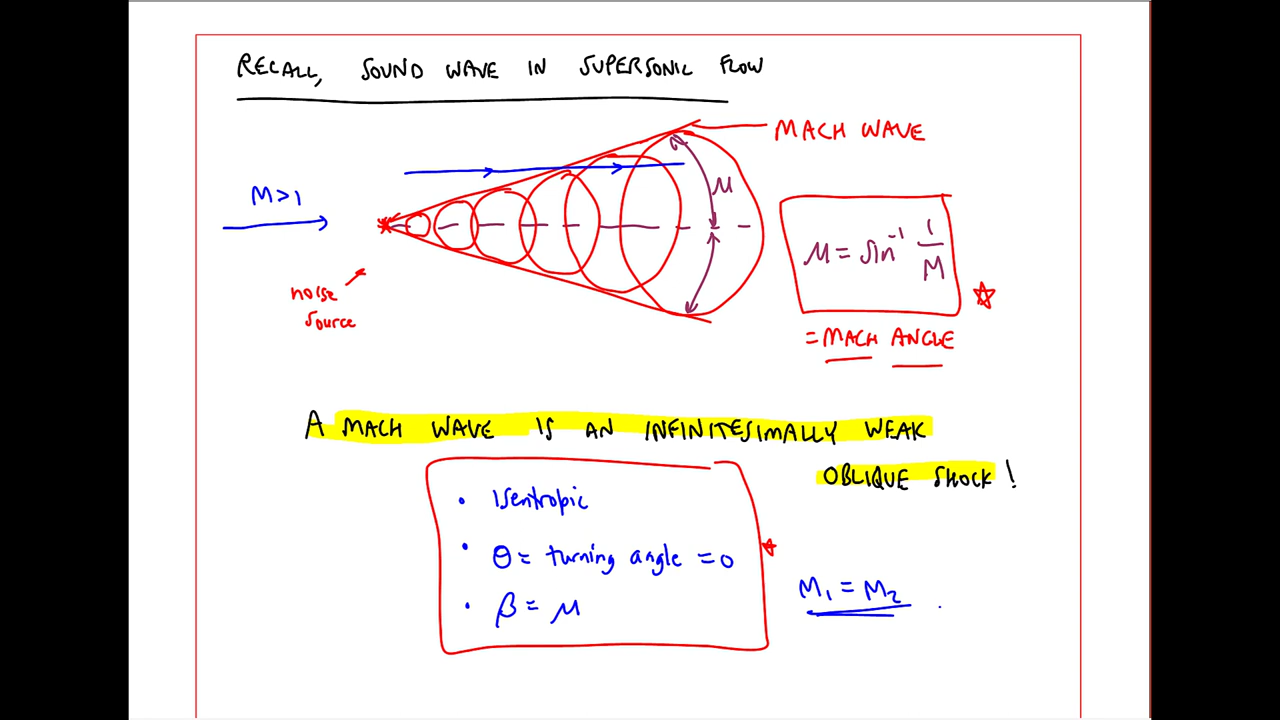 RECALL, SOUND WAVE IN SUPERSONIC FLOW
MACH WAVE
M>1
μ
μ = sin⁻¹ 1/M
noise
source
= MACH ANGLE
A MACH WAVE IS AN INFINITESIMALLY WEAK
OBLIQUE SHOCK!
• Isentropic
• θ = turning angle = 0
• β = μ
M₁ = M₂